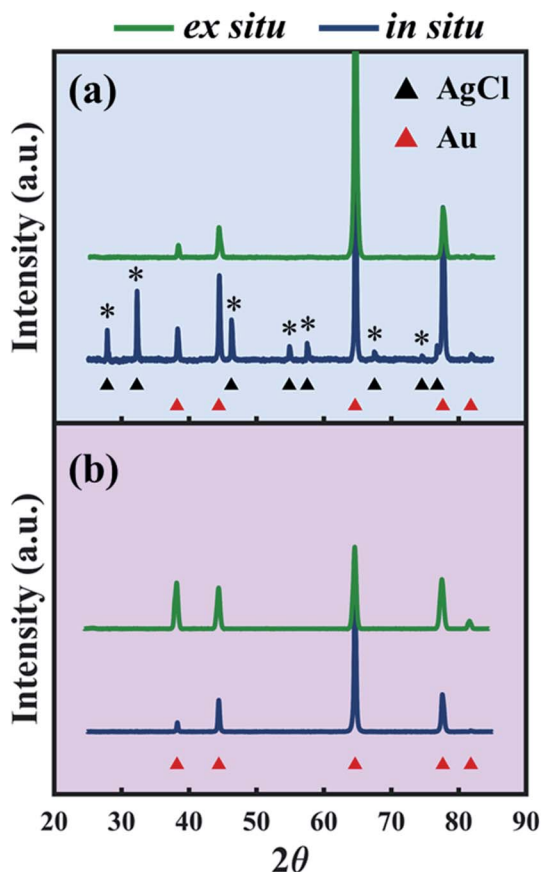 ex situ in situ
(a)
AgCl
Au
Intensity (a.u.)
* * * * * * *
(b)
Intensity (a.u.)
20 30 40 50 60 70 80 90
2θ